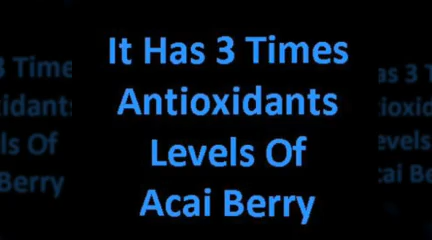 It Has 3 Times
Antioxidants
Levels Of
Acai Berry